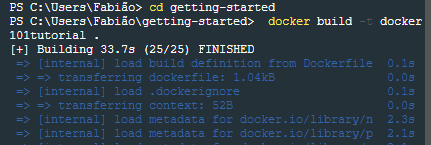 PS C:\Users\Fabião> cd getting-started
PS C:\Users\Fabião\getting-started> docker build -t docker
101tutorial .
[+] Building 33.7s (25/25) FINISHED
=> [internal] load build definition from Dockerfile 0.1s
=> => transferring dockerfile: 1.04kB 0.0s
=> [internal] load .dockerignore 0.1s
=> => transferring context: 52B 0.0s
=> [internal] load metadata for docker.io/library/n 2.3s
=> [internal] load metadata for docker.io/library/p 2.1s